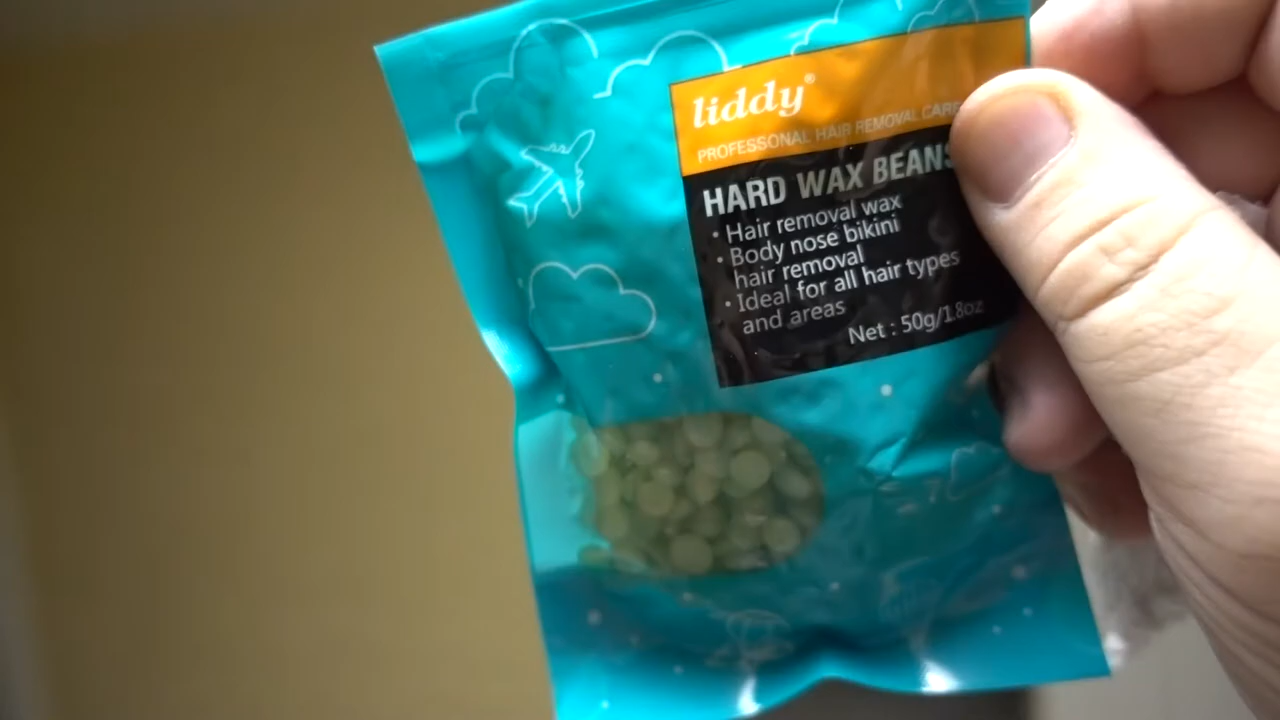 liddy®
PROFESSONAL HAIR REMOVAL CARE
HARD WAX BEANS
• Hair removal wax
• Body nose bikini
hair removal
• Ideal for all hair types
and areas
Net : 50g/1.8oz